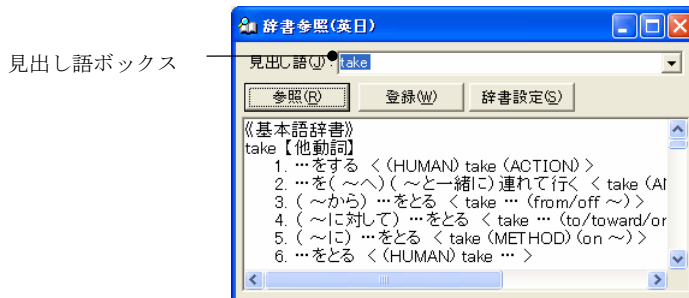 辞書参照(英日)
見出し語ボックス
見出し語(J):take
参照(R) 登録(W) 辞書設定(S)
《基本語辞書》
take【他動詞】
1. …をする < (HUMAN) take (ACTION) >
2. …を( ～へ)( ～と一緒に) 連れて行く < take (AN
3. ( ～から) …をとる < take … (from/off ～) >
4. ( ～に対して) …をとる < take … (to/toward/or
5. ( ～に) …をとる < take (METHOD) (on ～) >
6. …をとる < (HUMAN) take … >